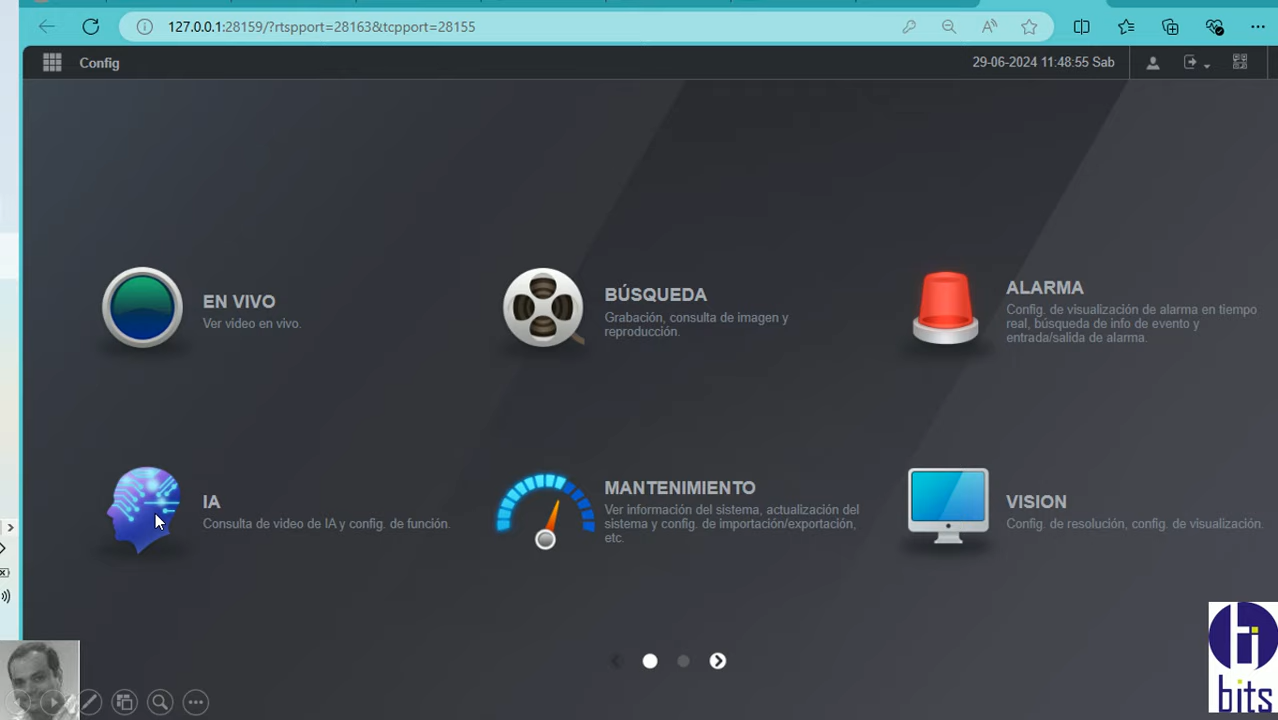 127.0.0.1:28159/?rtspport=28163&tcpport=28155
Config
29-06-2024 11:48:55 Sab
EN VIVO
Ver video en vivo.
BÚSQUEDA
Grabación, consulta de imagen y
reproducción.
ALARMA
Config. de visualización de alarma en tiempo
real, búsqueda de info de evento y
entrada/salida de alarma.
IA
Consulta de video de IA y config. de función.
MANTENIMIENTO
Ver información del sistema, actualización del
sistema y config. de importación/exportación,
etc.
VISION
Config. de resolución, config. de visualización.
hi
bits